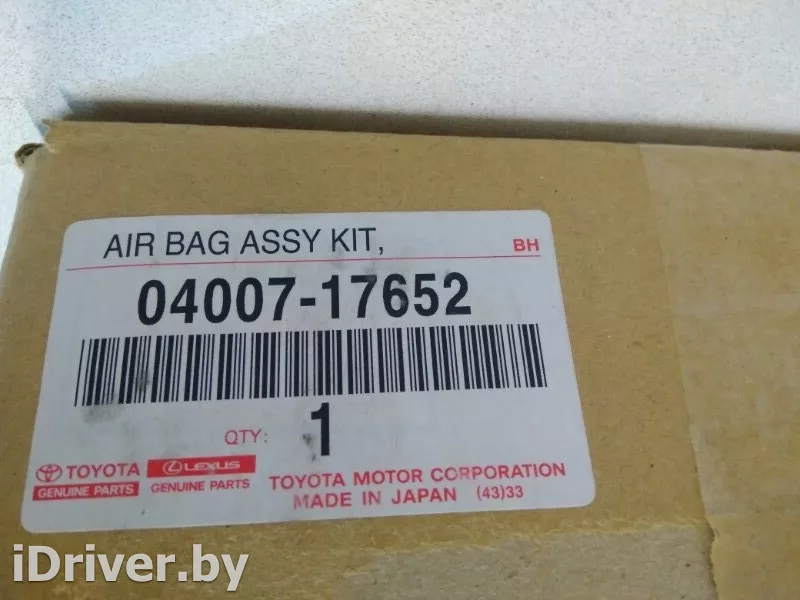 AIR BAG ASSY KIT,
BH
04007-17652
QTY: 1
TOYOTA
GENUINE PARTS
LEXUS
GENUINE PARTS
TOYOTA MOTOR CORPORATION
MADE IN JAPAN (43)33
iDriver.by